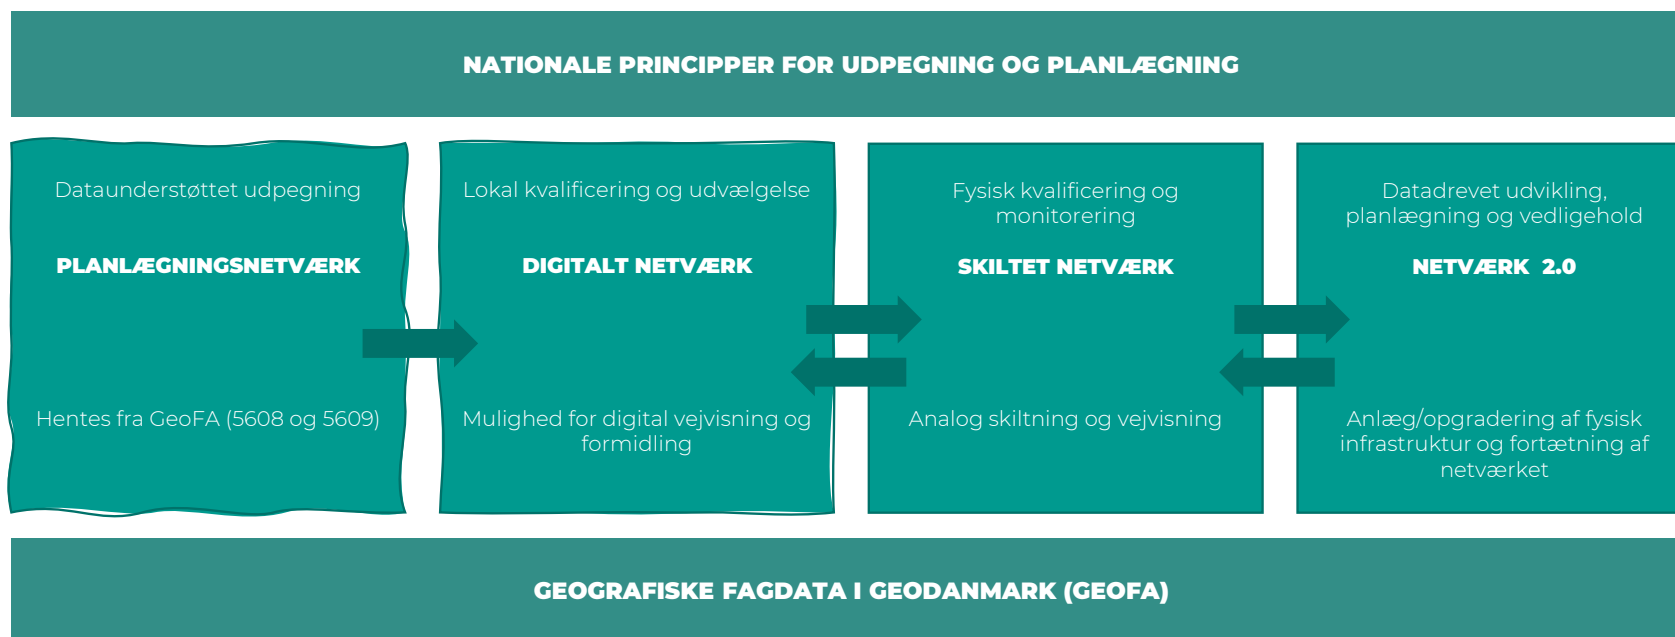 NATIONALE PRINCIPPER FOR UDPEGNING OG PLANLÆGNING
Dataunderstøttet udpegning
PLANLÆGNINGSNETVÆRK
Hentes fra GeoFA (5608 og 5609)
Lokal kvalificering og udvælgelse
DIGITALT NETVÆRK
Mulighed for digital vejvisning og
formidling
Fysisk kvalificering og
monitorering
SKILTET NETVÆRK
Analog skiltning og vejvisning
Datadrevet udvikling,
planlægning og vedligehold
NETVÆRK 2.0
Anlæg/opgradering af fysisk
infrastruktur og fortætning af
netværket
GEOGRAFISKE FAGDATA I GEODANMARK (GEOFA)